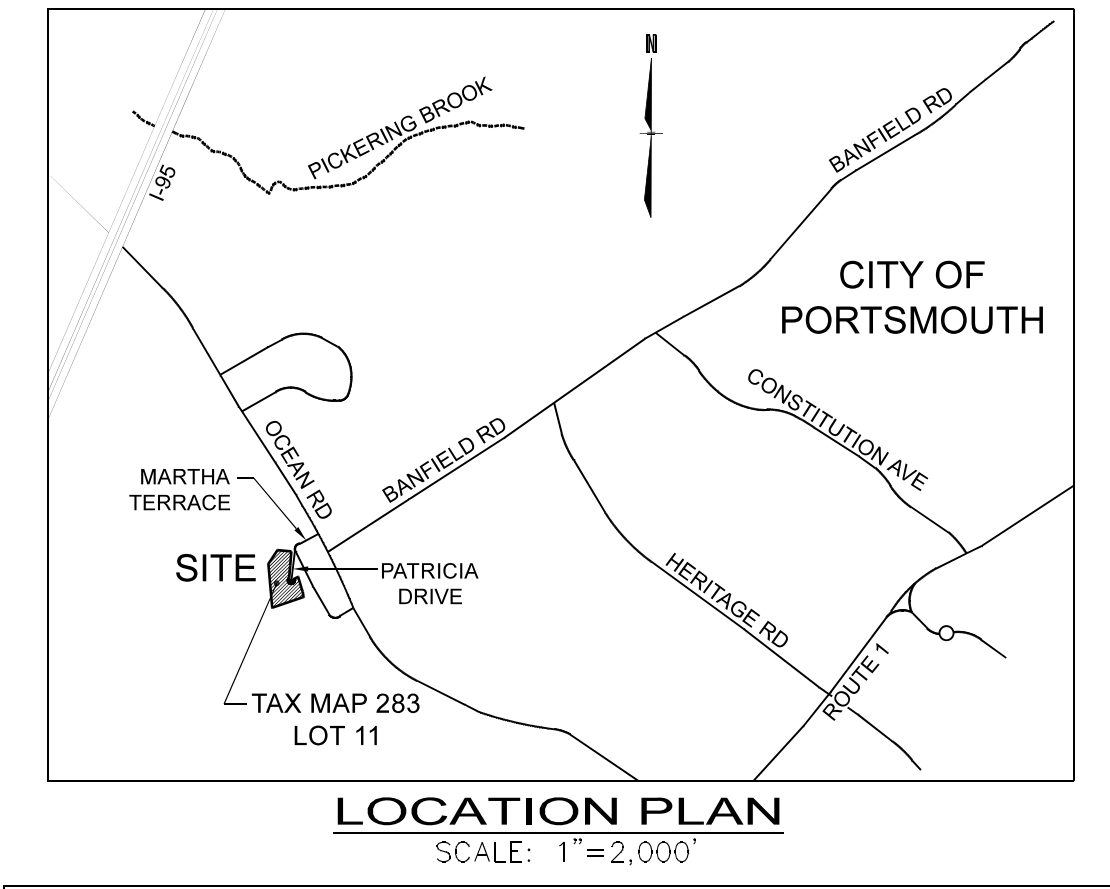 N
BANFIELD RD
PICKERING BROOK
I-95
CITY OF
PORTSMOUTH
CONSTITUTION AVE
OCEAN RD
BANFIELD RD
MARTHA
TERRACE
SITE
PATRICIA
DRIVE
HERITAGE RD
ROUTE 1
TAX MAP 283
LOT 11
LOCATION PLAN
SCALE: 1"=2,000'